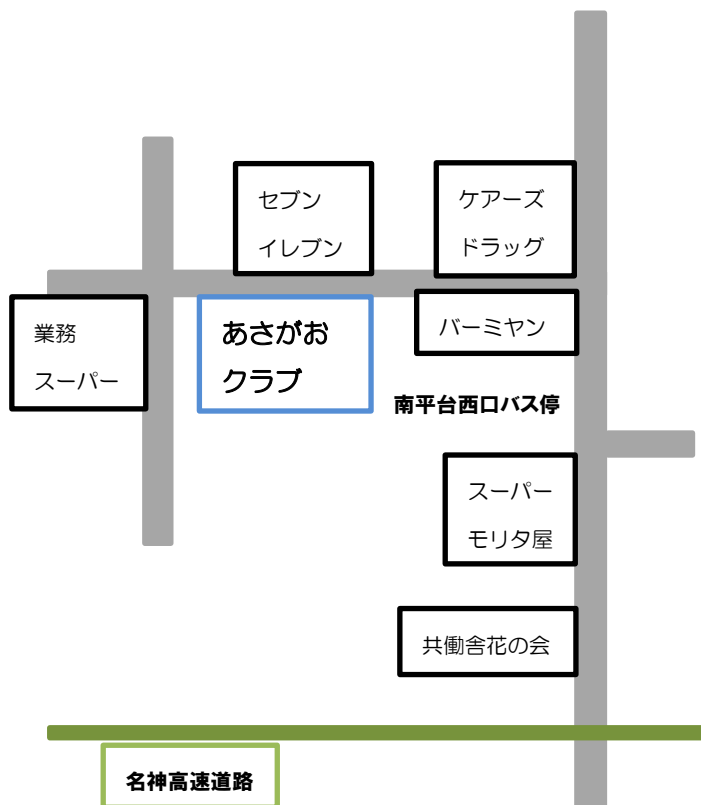 セブン
イレブン
ケアーズ
ドラッグ
業務
スーパー
あさがお
クラブ
バーミヤン
南平台西口バス停
スーパー
モリタ屋
共働舎花の会
名神高速道路